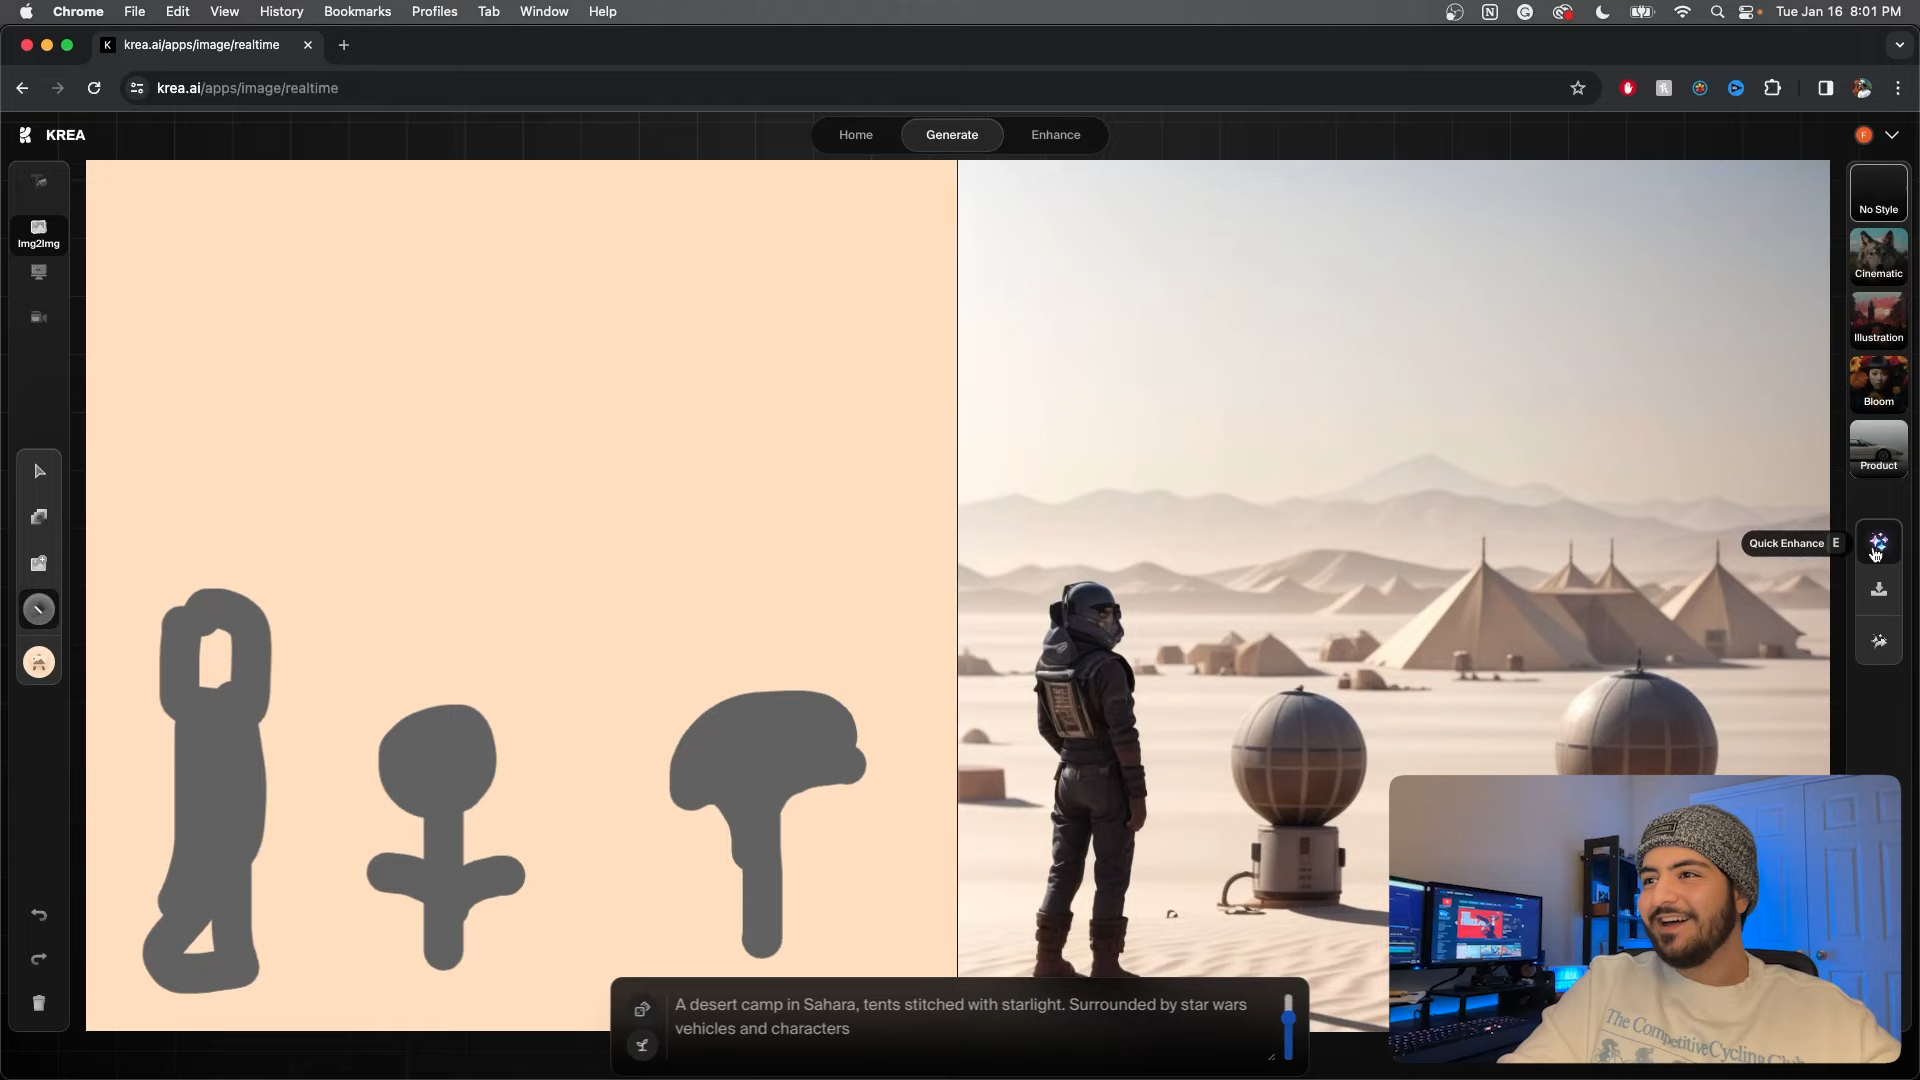 Chrome File Edit View History Bookmarks Profiles Tab Window Help
Tue Jan 16 8:01 PM
krea.ai/apps/image/realtime
krea.ai/apps/image/realtime
KREA
Home Generate Enhance
F
Img2Img
No Style
Cinematic
Illustration
Bloom
Product
Quick Enhance E
A desert camp in Sahara, tents stitched with starlight. Surrounded by star wars
vehicles and characters
The Competitive Cycling Club